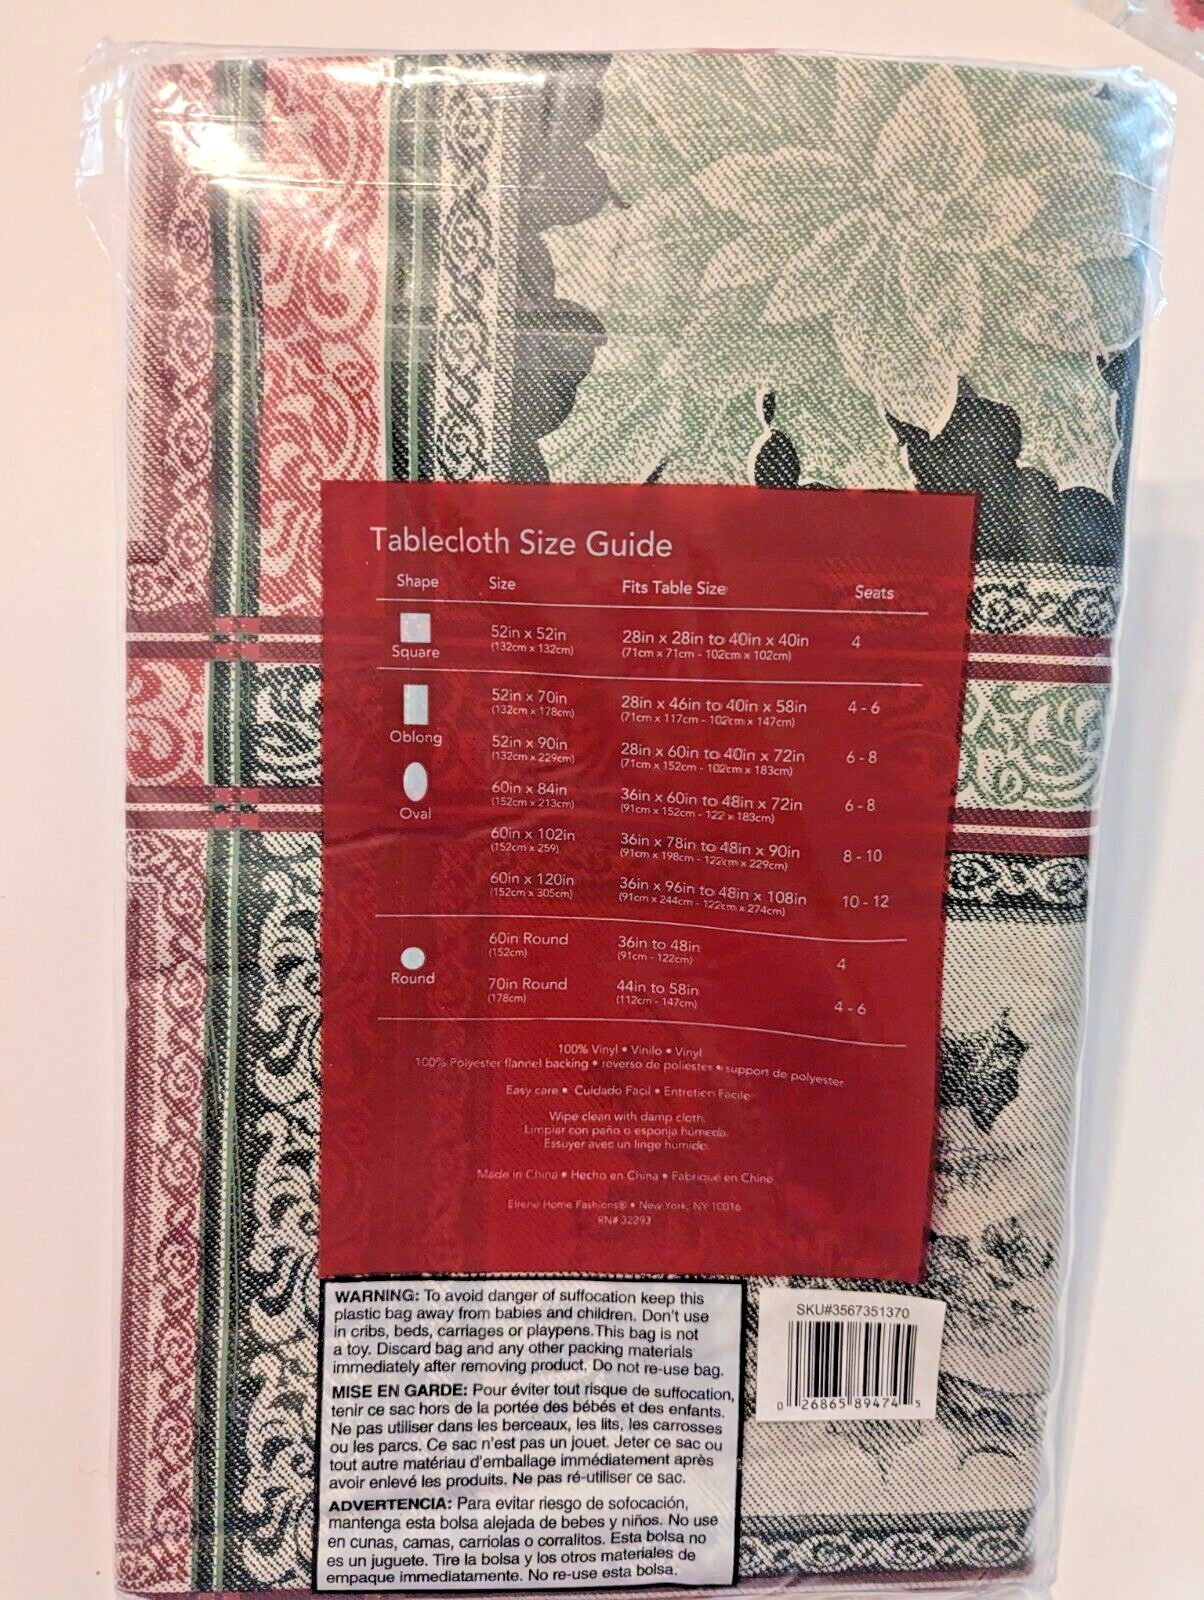 Tablecloth Size Guide
Shape Size Fits Table Size Seats
Square 52in x 52in 28in x 28in to 40in x 40in 4
(132cm x 132cm) (71cm x 71cm - 102cm x 102cm)
Oblong 52in x 70in 28in x 46in to 40in x 58in 4 - 6
(132cm x 178cm) (71cm x 117cm - 102cm x 147cm)
52in x 90in 28in x 60in to 40in x 72in 6 - 8
(132cm x 229cm) (71cm x 152cm - 102cm x 183cm)
Oval 60in x 84in 36in x 60in to 48in x 72in 6 - 8
(152cm x 213cm) (91cm x 152cm - 122 x 183cm)
60in x 102in 36in x 78in to 48in x 90in 8 - 10
(152cm x 259) (91cm x 198cm - 122cm x 229cm)
60in x 120in 36in x 96in to 48in x 108in 10 - 12
(152cm x 305cm) (91cm x 244cm - 122cm x 274cm)
Round 60in Round 36in to 48in 4
(152cm) (91cm - 122cm)
70in Round 44in to 58in 4 - 6
(178cm) (112cm - 147cm)
100% Vinyl • Vinilo • Vinyl
100% Polyester flannel backing • reverso de poliester • support de polyester
Easy care • Cuidado Facil • Entretien Facile
Wipe clean with damp cloth
Limpiar con paño o esponja húmeda
Essuyer avec un linge humide
Made in China • Hecho en China • Fabriqué en Chine
Elrene Home Fashions® • New York, NY 10016
RN# 32293
WARNING: To avoid danger of suffocation keep this
plastic bag away from babies and children. Don't use
in cribs, beds, carriages or playpens.This bag is not
a toy. Discard bag and any other packing materials
immediately after removing product. Do not re-use bag.
MISE EN GARDE: Pour éviter tout risque de suffocation,
tenir ce sac hors de la portée des bébés et des enfants.
Ne pas utiliser dans les berceaux, les lits, les carrosses
ou les parcs. Ce sac n'est pas un jouet. Jeter ce sac ou
tout autre matériau d'emballage immédiatement après
avoir enlevé les produits. Ne pas ré-utiliser ce sac.
ADVERTENCIA: Para evitar riesgo de sofocación,
mantenga esta bolsa alejada de bebes y niños. No use
en cunas, camas, carriolas o corralitos. Esta bolsa no
es un juguete. Tire la bolsa y los otros materiales de
empaque immediatamente. No re-use esta bolsa.
SKU#3567351370
0 26865 89474 5